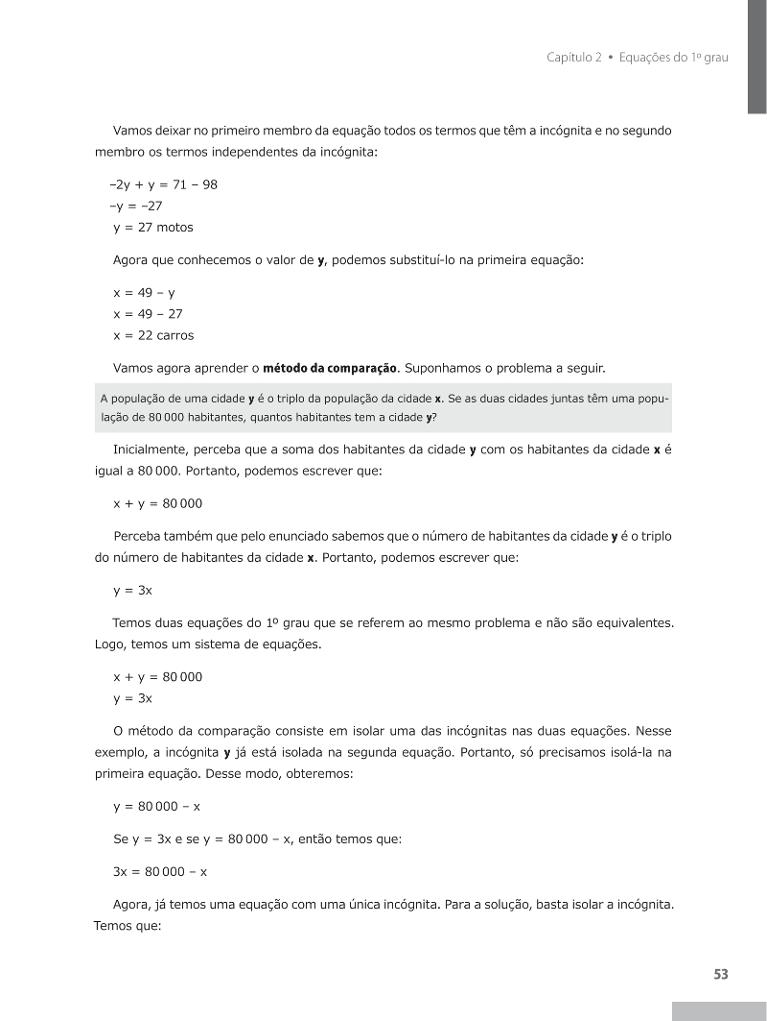 Capítulo 2 • Equações do 1º grau
Vamos deixar no primeiro membro da equação todos os termos que têm a incógnita e no segundo
membro os termos independentes da incógnita:
–2y + y = 71 – 98
–y = –27
y = 27 motos
Agora que conhecemos o valor de y, podemos substituí-lo na primeira equação:
x = 49 – y
x = 49 – 27
x = 22 carros
Vamos agora aprender o método da comparação. Suponhamos o problema a seguir.
A população de uma cidade y é o triplo da população da cidade x. Se as duas cidades juntas têm uma popu-
lação de 80 000 habitantes, quantos habitantes tem a cidade y?
Inicialmente, perceba que a soma dos habitantes da cidade y com os habitantes da cidade x é
igual a 80 000. Portanto, podemos escrever que:
x + y = 80 000
Perceba também que pelo enunciado sabemos que o número de habitantes da cidade y é o triplo
do número de habitantes da cidade x. Portanto, podemos escrever que:
y = 3x
Temos duas equações do 1º grau que se referem ao mesmo problema e não são equivalentes.
Logo, temos um sistema de equações.
x + y = 80 000
y = 3x
O método da comparação consiste em isolar uma das incógnitas nas duas equações. Nesse
exemplo, a incógnita y já está isolada na segunda equação. Portanto, só precisamos isolá-la na
primeira equação. Desse modo, obteremos:
y = 80 000 – x
Se y = 3x e se y = 80 000 – x, então temos que:
3x = 80 000 – x
Agora, já temos uma equação com uma única incógnita. Para a solução, basta isolar a incógnita.
Temos que:
53